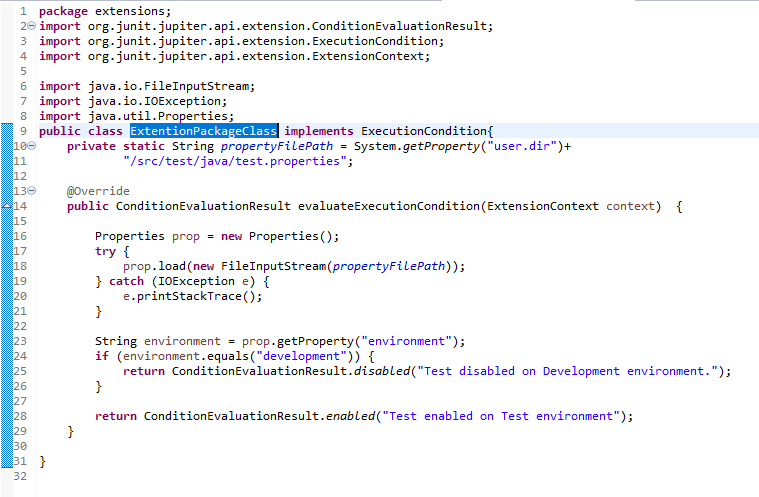 1 package extensions;
2 import org.junit.jupiter.api.extension.ConditionEvaluationResult;
3 import org.junit.jupiter.api.extension.ExecutionCondition;
4 import org.junit.jupiter.api.extension.ExtensionContext;
5
6 import java.io.FileInputStream;
7 import java.io.IOException;
8 import java.util.Properties;
9 public class ExtentionPackageClass implements ExecutionCondition{
10     private static String propertyFilePath = System.getProperty("user.dir")+
11             "/src/test/java/test.properties";
12
13     @Override
14     public ConditionEvaluationResult evaluateExecutionCondition(ExtensionContext context)  {
15
16         Properties prop = new Properties();
17         try {
18             prop.load(new FileInputStream(propertyFilePath));
19         } catch (IOException e) {
20             e.printStackTrace();
21         }
22
23         String environment = prop.getProperty("environment");
24         if (environment.equals("development")) {
25             return ConditionEvaluationResult.disabled("Test disabled on Development environment.");
26         }
27
28         return ConditionEvaluationResult.enabled("Test enabled on Test environment");
29     }
30
31 }
32